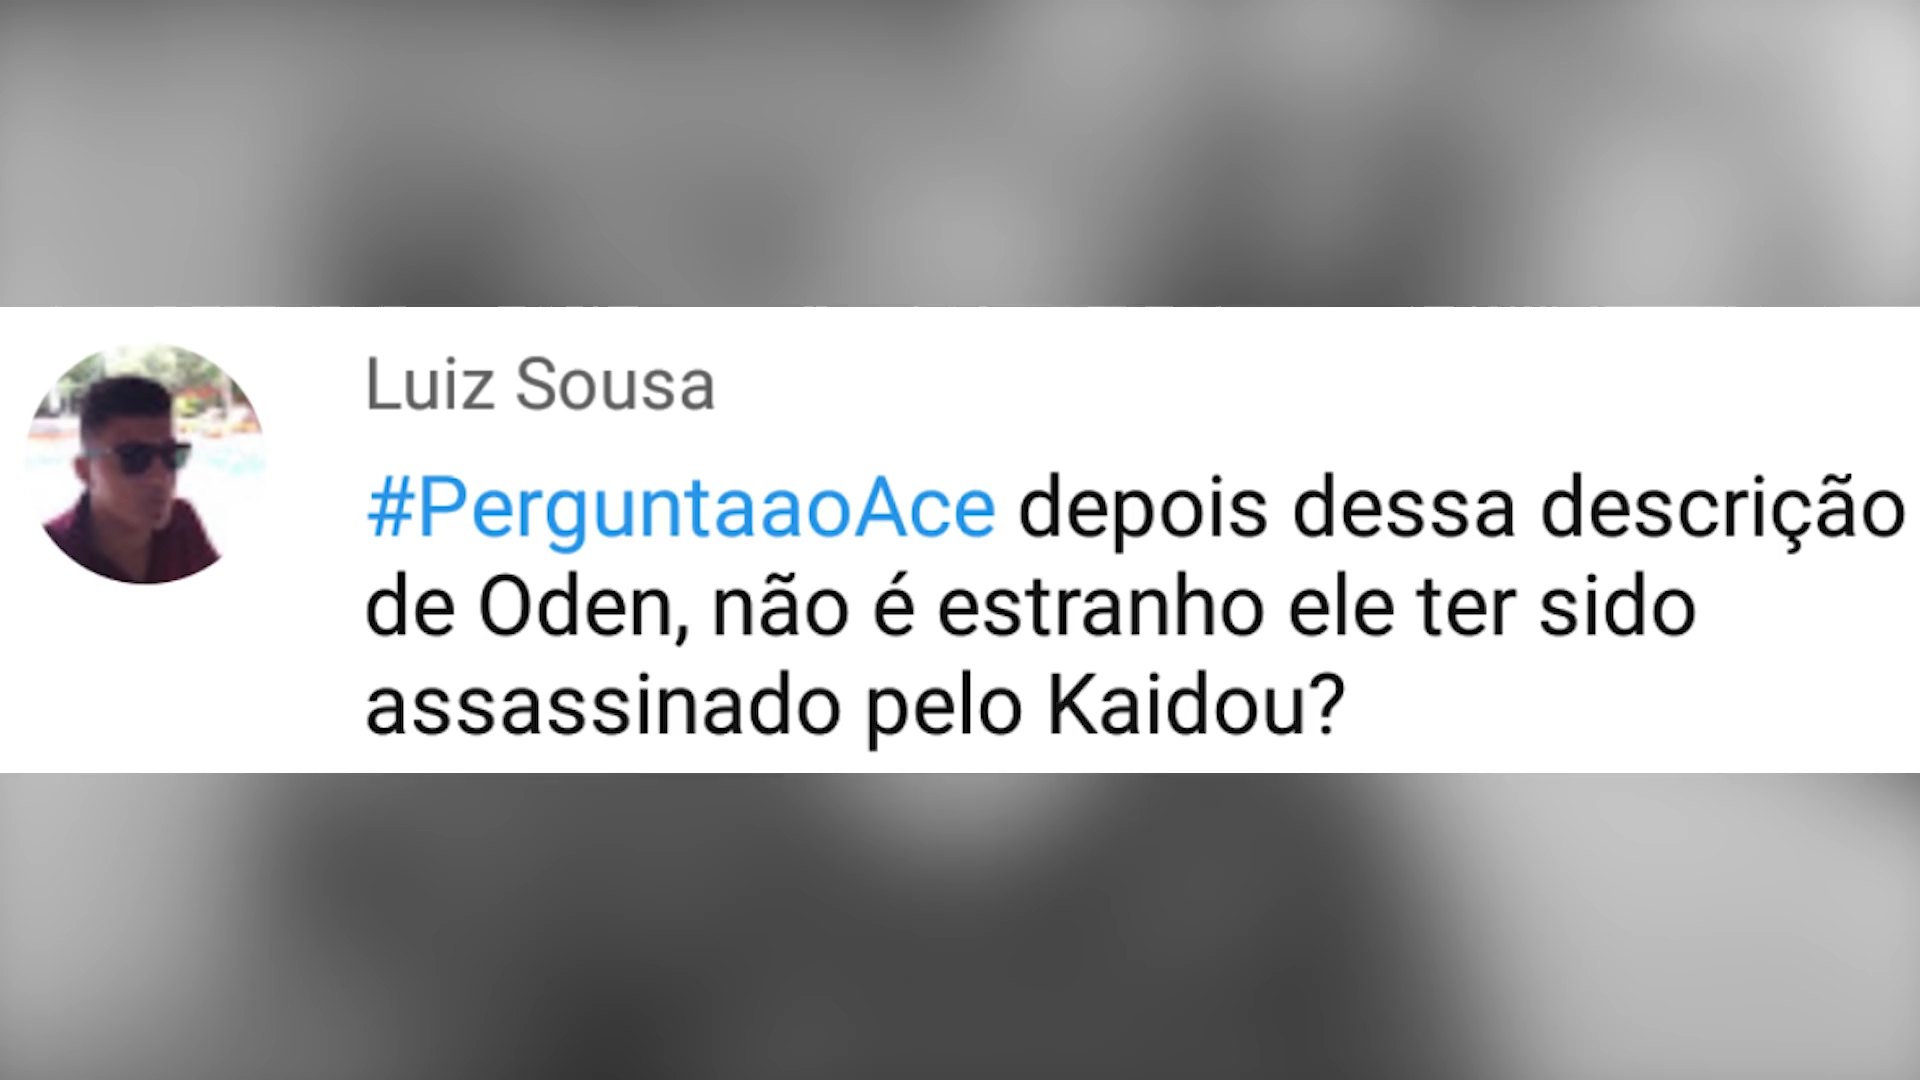 Luiz Sousa
#PerguntaaoAce depois dessa descrição
de Oden, não é estranho ele ter sido
assassinado pelo Kaidou?